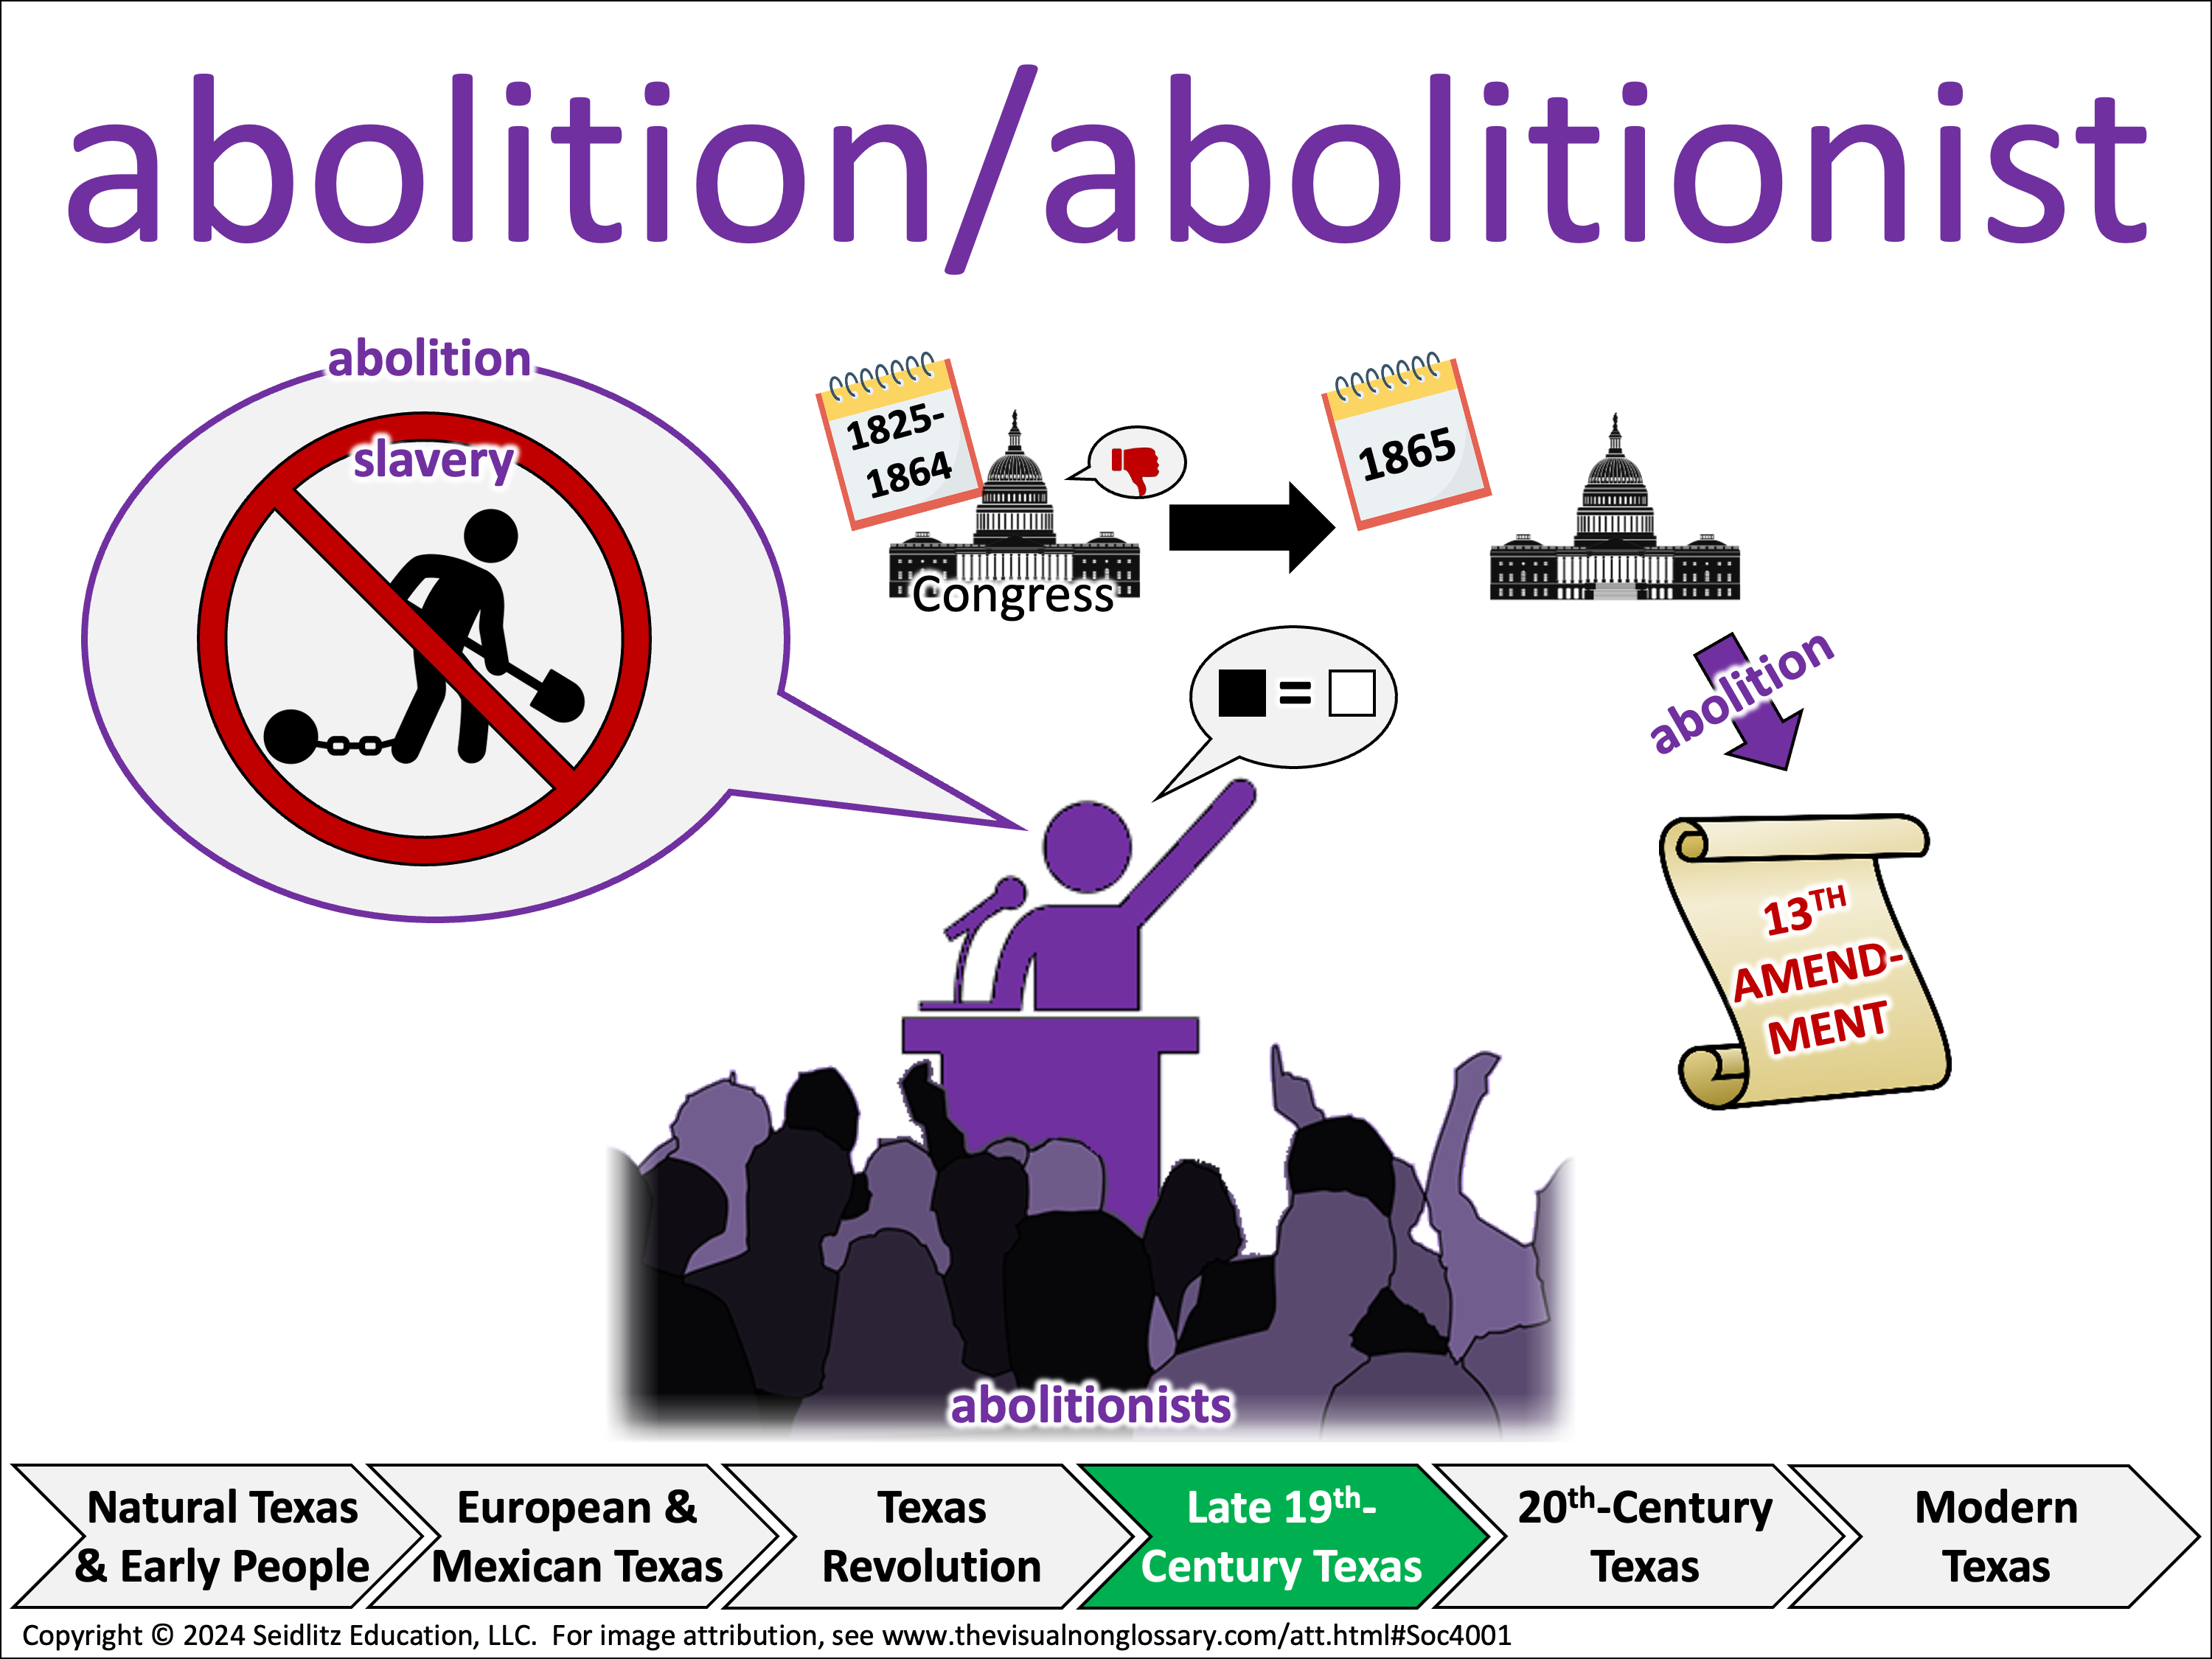 abolition/abolitionist
abolition
slavery
1825-
1864
Congress
1865
=
abolition
13TH
AMEND-
MENT
abolitionists
Natural Texas
& Early People
European &
Mexican Texas
Texas
Revolution
Late 19th-
Century Texas
20th-Century
Texas
Modern
Texas
Copyright © 2024 Seidlitz Education, LLC.  For image attribution, see www.thevisualnonglossary.com/att.html#Soc4001